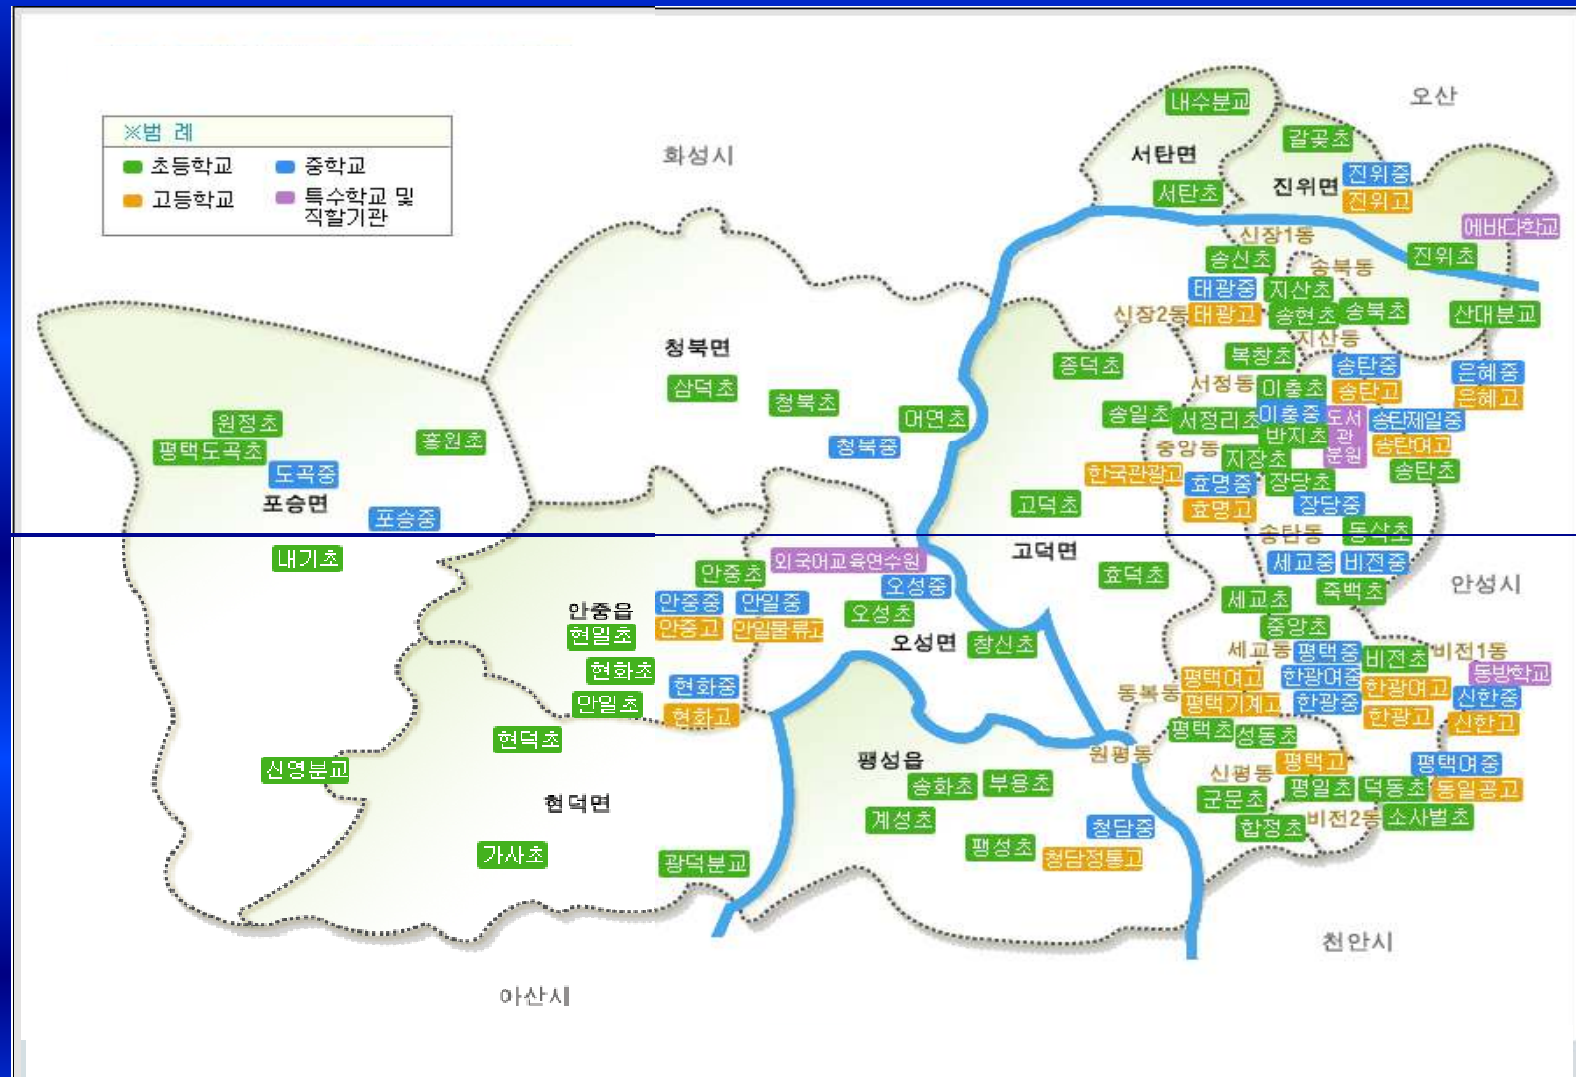 ※범 례
초등학교
중학교
고등학교
특수학교 및
직할기관
화성시
오산
내수분교
갈곶초
서탄면
진위중
진위면
서탄초
진위고
에바다학교
신장1동
송신초
송북동
진위초
태광중
지산초
신장2동
태광고
송현초
송북초
산대분교
지산동
청북면
복창초
종덕초
송탄중
은혜중
서정동
이충초
송탄고
은혜고
삼덕초
청북초
어연초
송일초
서정리초
이충중
도서
관
분원
송탄제일중
원정초
홍원초
평택도곡초
청북중
중앙동
반지초
송탄여고
지장초
송탄초
도곡중
한국관광고
효명중
장당초
포승면
고덕초
효명고
장당중
포승중
송탄동
동삭초
내기초
고덕면
외국어교육연수원
세교중
비전중
안중초
효덕초
오성중
안성시
안중읍
안중중
안일중
오성초
세교초
죽백초
현일초
안중고
안일물류고
오성면
창신초
중앙초
세교동
평택중
비전초
비전1동
현화초
현화중
평택여고
한광여중
한광여고
동방학교
동복동
안일초
현화고
평택기계고
한광중
한광고
신한중
신한고
현덕초
평택초
성동초
원평동
신영분교
팽성읍
신평동
평택고
평택여중
송화초
부용초
현덕면
군문초
평일초
덕동초
동일공고
계성초
청담중
합정초
비전2동
소사벌초
가사초
광덕분교
팽성초
청담정통고
천안시
아산시